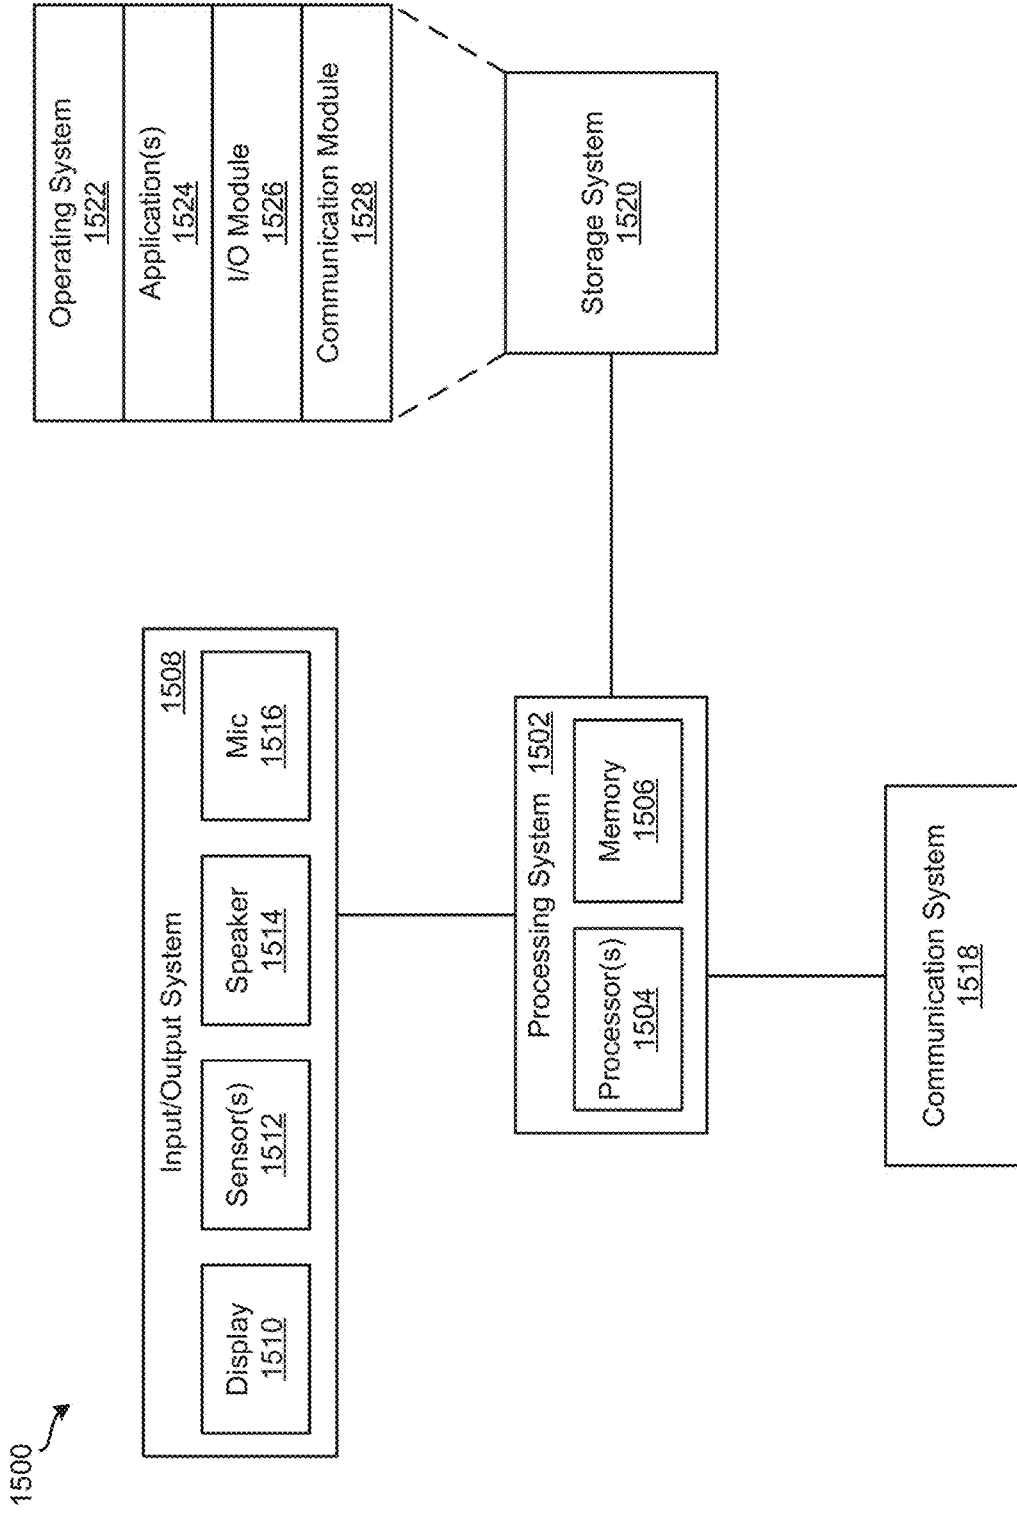 1500
Input/Output System
1508
Display
1510
Sensor(s)
1512
Speaker
1514
Mic
1516
Operating System
1522
Application(s)
1524
I/O Module
1526
Communication Module
1528
Processing System 1502
Processor(s)
1504
Memory
1506
Storage System
1520
Communication System
1518